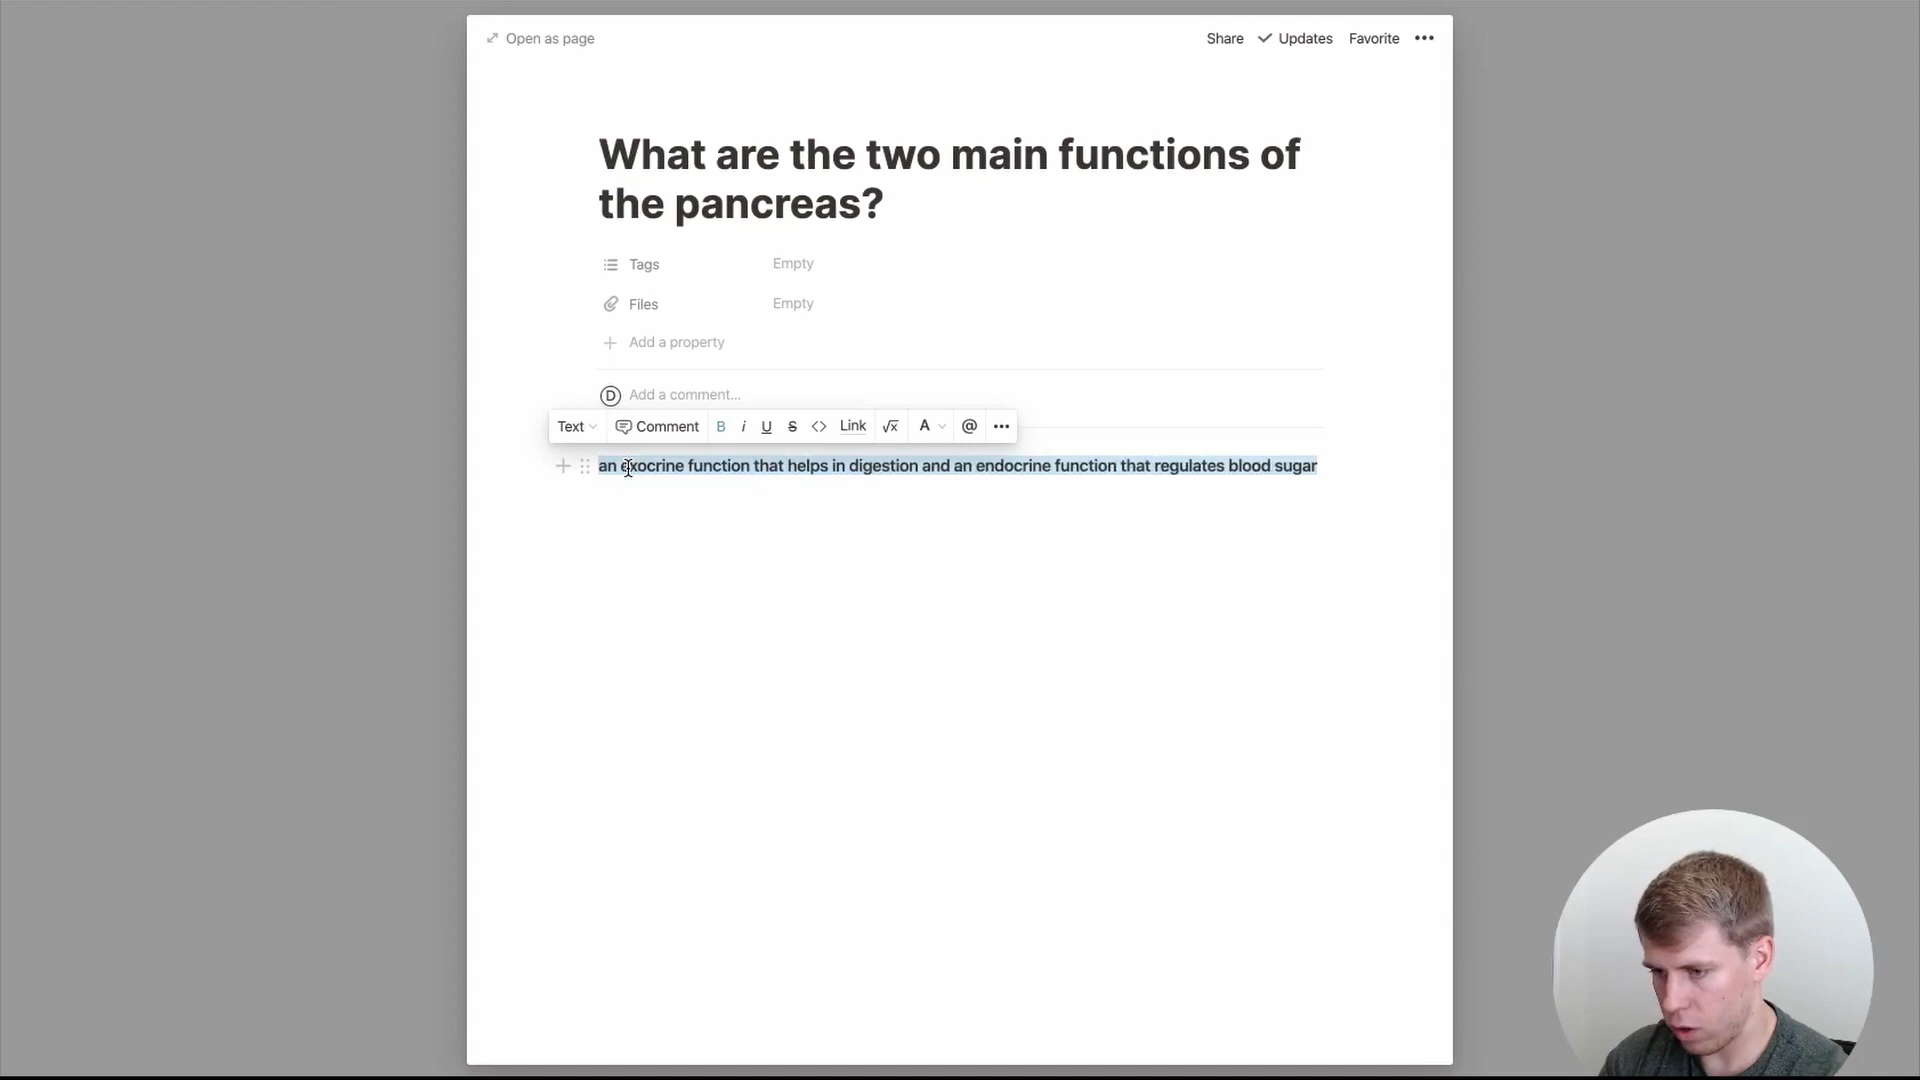 Open as page
Share Updates Favorite •••
What are the two main functions of
the pancreas?
Tags Empty
Files Empty
Add a property
D Add a comment...
Text Comment B i U S <> Link √x A @ •••
an exocrine function that helps in digestion and an endocrine function that regulates blood sugar